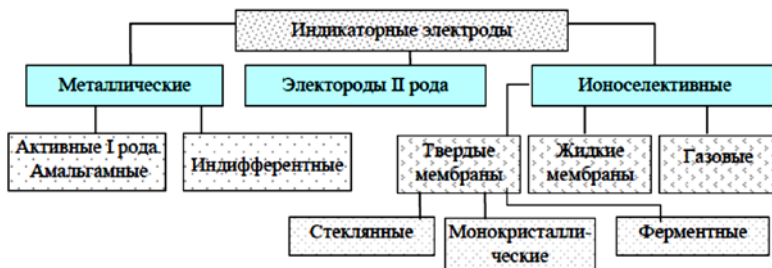 Индикаторные электроды
Металлические
Электороды II рода
Ионоселективные
Активные I рода.
Амальгамные
Индифферентные
Твердые
мембраны
Жидкие
мембраны
Газовые
Стеклянные
Монокристалли-
ческие
Ферментные